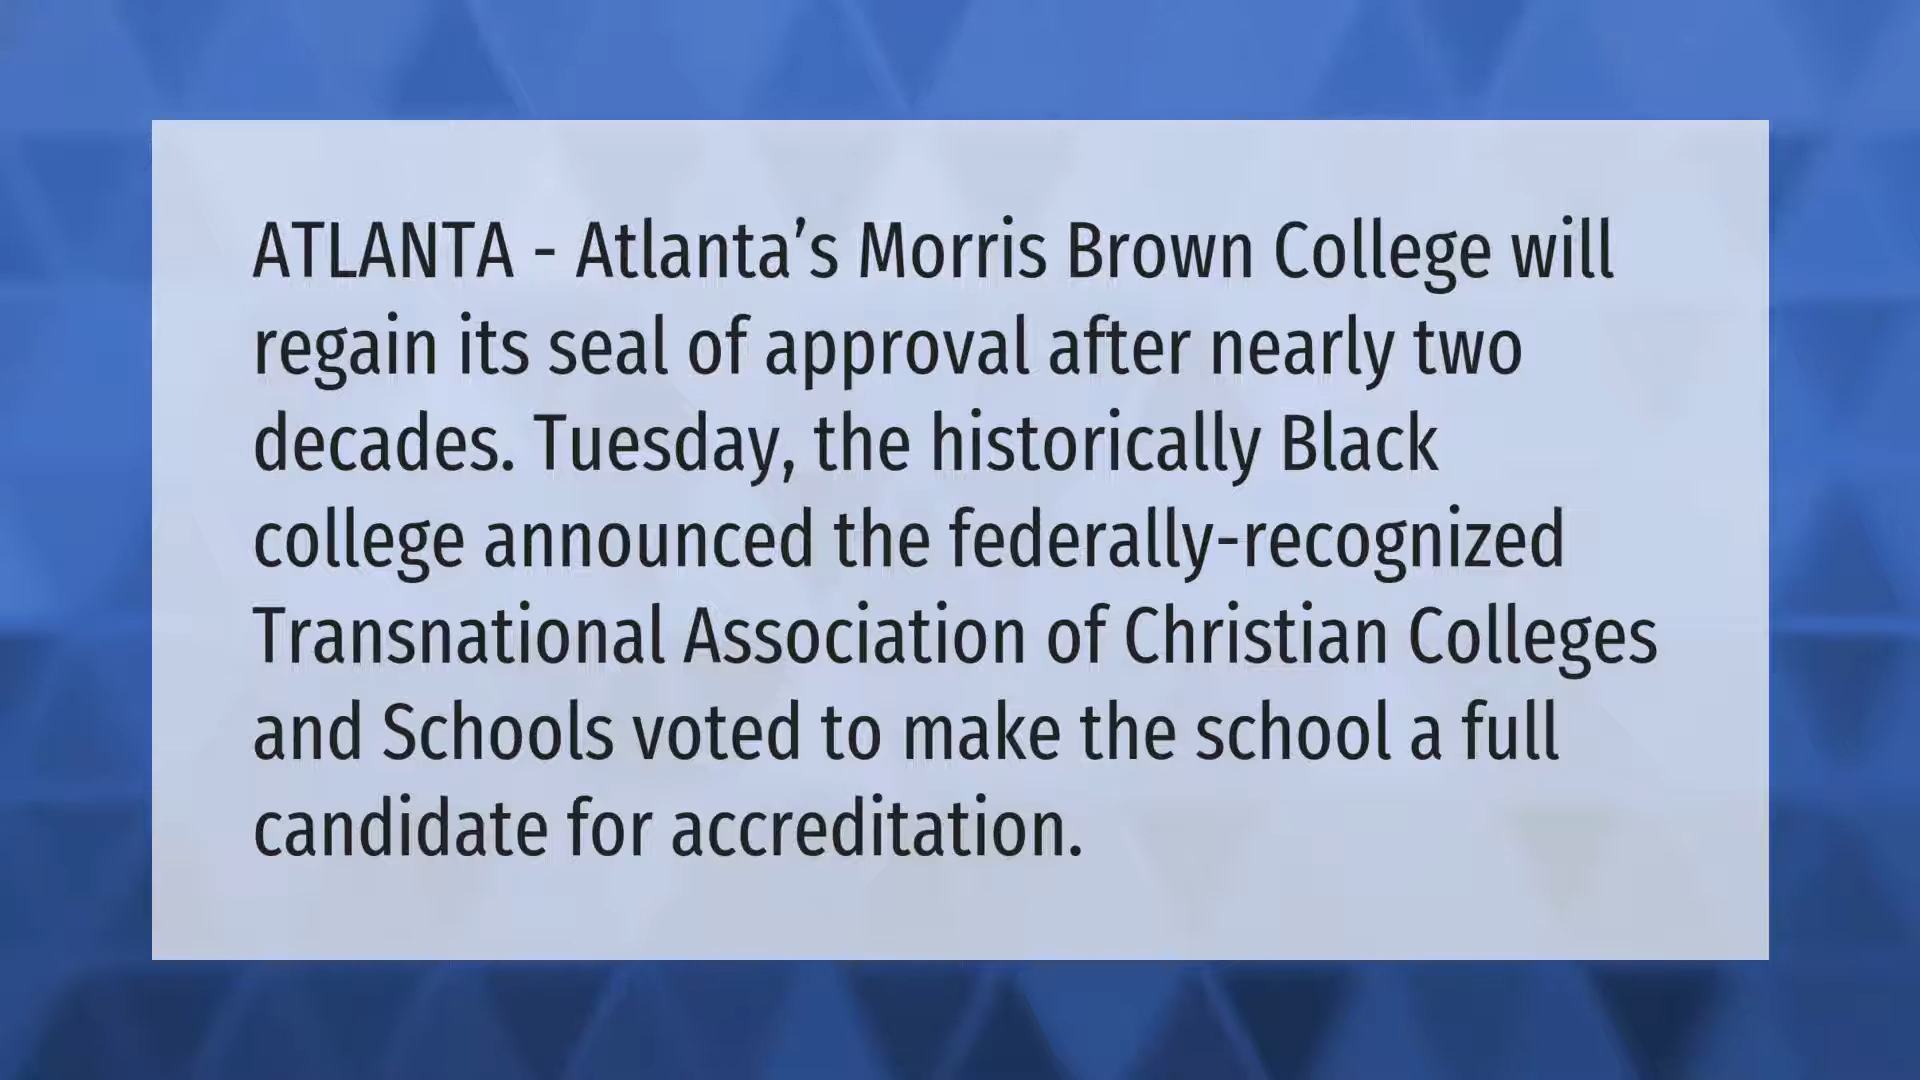 ATLANTA - Atlanta’s Morris Brown College will
regain its seal of approval after nearly two
decades. Tuesday, the historically Black
college announced the federally-recognized
Transnational Association of Christian Colleges
and Schools voted to make the school a full
candidate for accreditation.